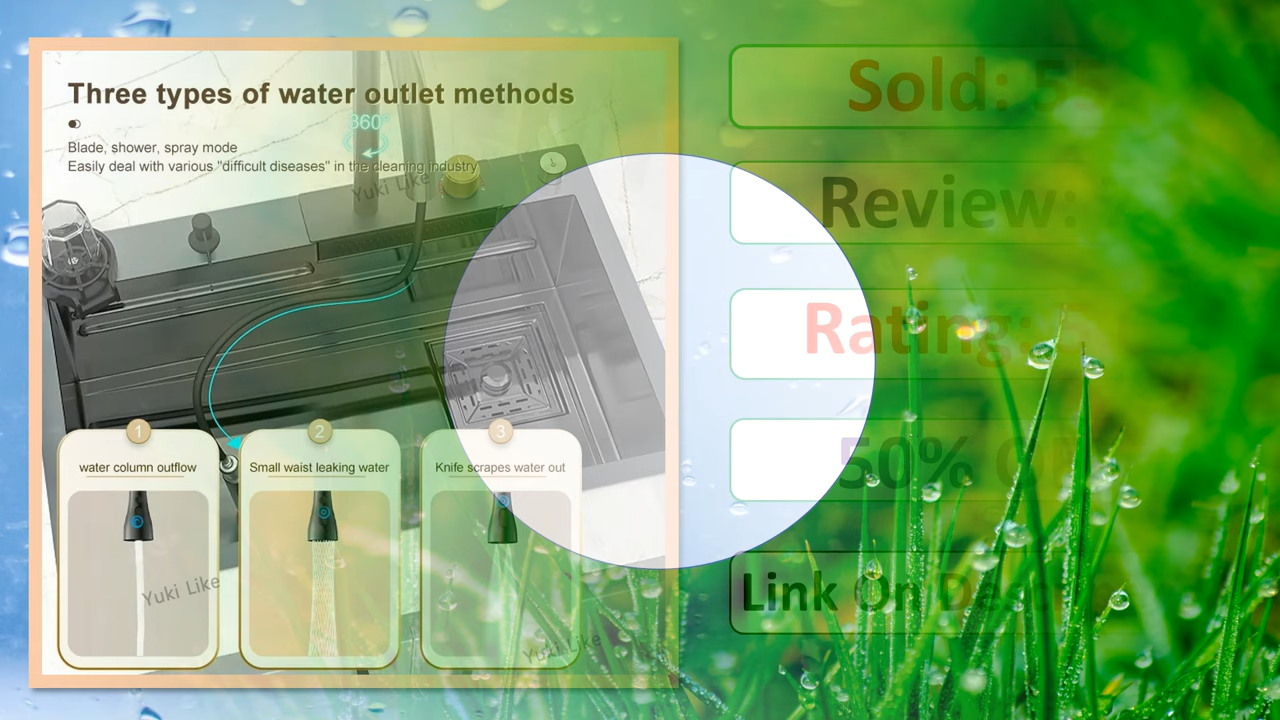 Three types of water outlet methods
360°
Blade, shower, spray mode
Easily deal with various "difficult diseases" in the cleaning industry
Yuki Like
1
2
3
water column outflow
Small waist leaking water
Knife scrapes water out
Yuki Like
Yuki Like
Sold:
Review:
Rating:
50%
Link On